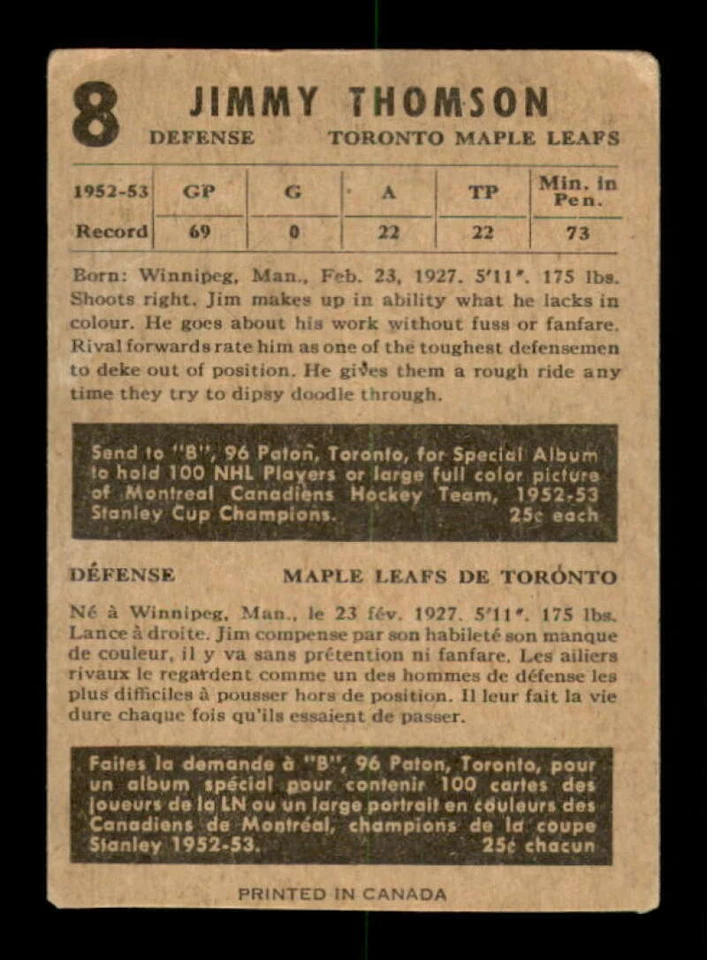 8 JIMMY THOMSON
DEFENSE TORONTO MAPLE LEAFS
1952-53 GP G A TP Min. in Pen.
Record 69 0 22 22 73
Born: Winnipeg, Man., Feb. 23, 1927. 5'11". 175 lbs.
Shoots right. Jim makes up in ability what he lacks in
colour. He goes about his work without fuss or fanfare.
Rival forwards rate him as one of the toughest defensemen
to deke out of position. He gives them a rough ride any
time they try to dipsy doodle through.
Send to "B", 96 Paton, Toronto, for Special Album
to hold 100 NHL Players or large full color picture
of Montreal Canadiens Hockey Team, 1952-53
Stanley Cup Champions. 25¢ each
DÉFENSE MAPLE LEAFS DE TORÓNTO
Né à Winnipeg, Man., le 23 fév. 1927. 5'11". 175 lbs.
Lance à droite. Jim compense par son habileté son manque
de couleur, il y va sans prétention ni fanfare. Les ailiers
rivaux le regardent comme un des hommes de défense les
plus difficiles à pousser hors de position. Il leur fait la vie
dure chaque fois qu'ils essaient de passer.
Faites la demande à "B", 96 Paton, Toronto, pour
un album spécial pour contenir 100 cartes des
joueurs de la LN ou un large portrait en couleurs des
Canadiens de Montréal, champions de la coupe
Stanley 1952-53. 25¢ chacun
PRINTED IN CANADA